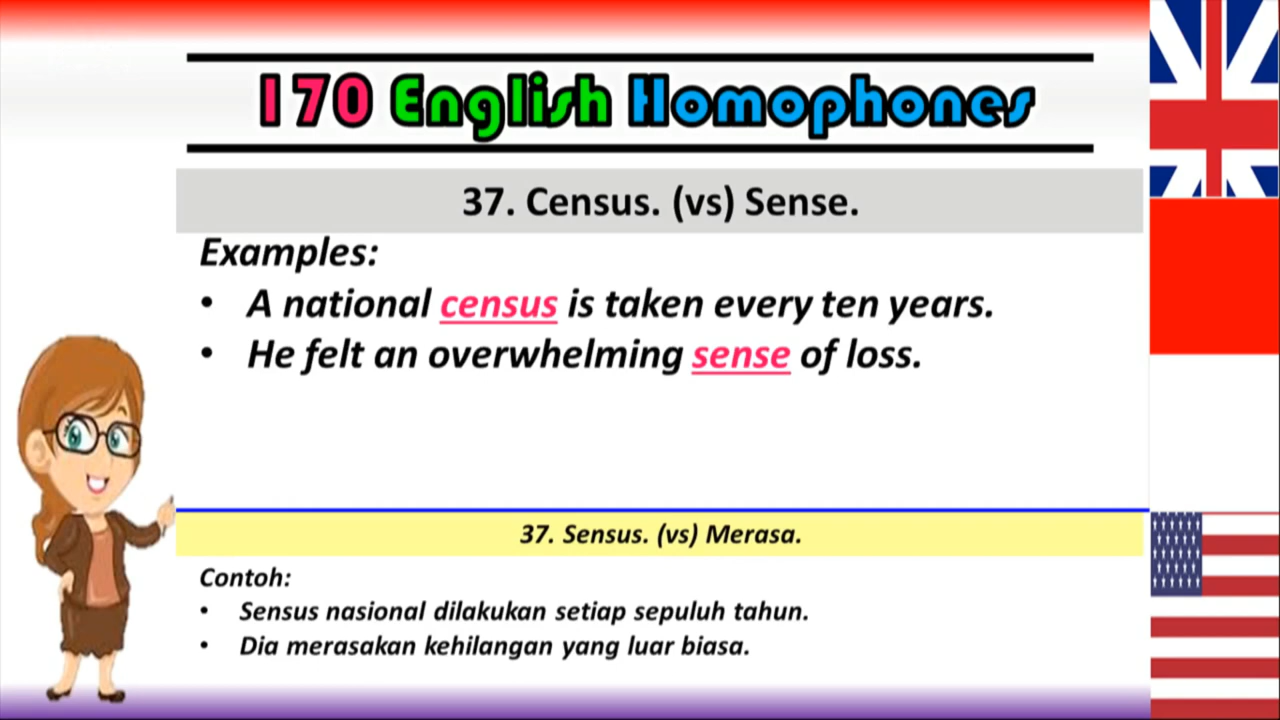 170 English Homophones
37. Census. (vs) Sense.
Examples:
• A national census is taken every ten years.
• He felt an overwhelming sense of loss.
37. Sensus. (vs) Merasa.
Contoh:
• Sensus nasional dilakukan setiap sepuluh tahun.
• Dia merasakan kehilangan yang luar biasa.